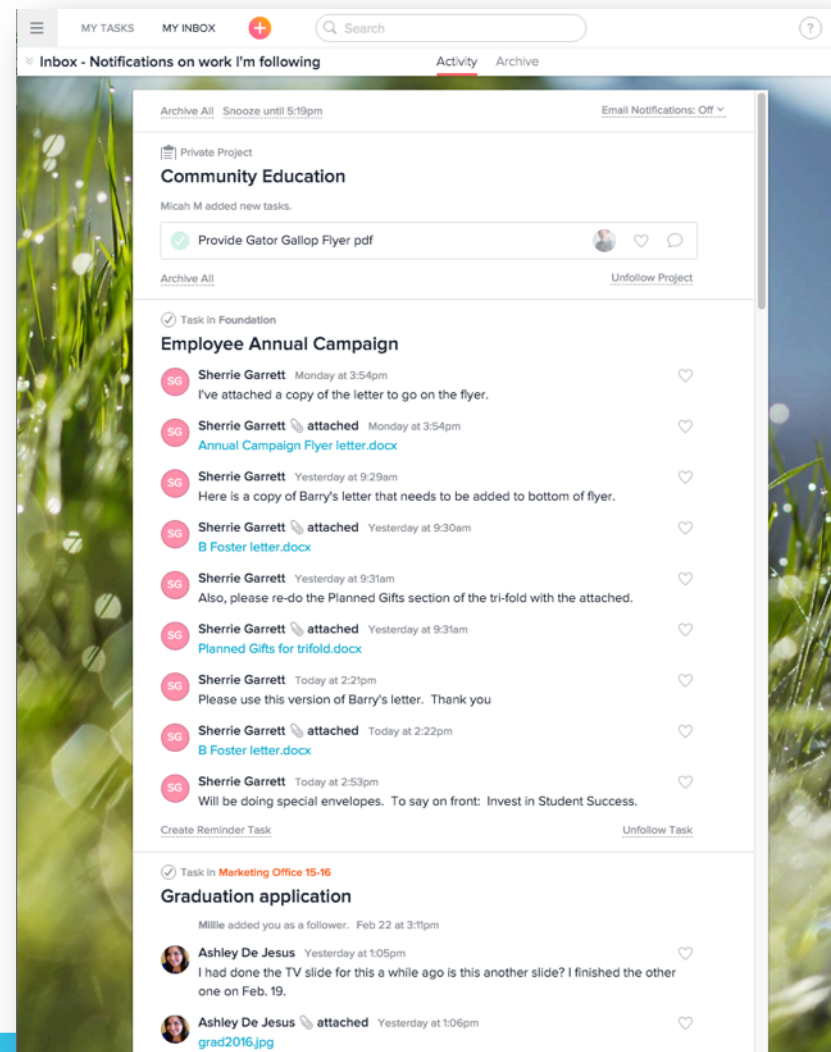 MY TASKS MY INBOX + Search ?
Inbox - Notifications on work I'm following Activity Archive
Archive All Snooze until 5:19pm Email Notifications: Off
Private Project
Community Education
Micah M added new tasks.
Provide Gator Gallop Flyer pdf
Archive All Unfollow Project
Task in Foundation
Employee Annual Campaign
SG Sherrie Garrett Monday at 3:54pm
I've attached a copy of the letter to go on the flyer.
SG Sherrie Garrett attached Monday at 3:54pm
Annual Campaign Flyer letter.docx
SG Sherrie Garrett Yesterday at 9:29am
Here is a copy of Barry's letter that needs to be added to bottom of flyer.
SG Sherrie Garrett attached Yesterday at 9:30am
B Foster letter.docx
SG Sherrie Garrett Yesterday at 9:31am
Also, please re-do the Planned Gifts section of the tri-fold with the attached.
SG Sherrie Garrett attached Yesterday at 9:31am
Planned Gifts for trifold.docx
SG Sherrie Garrett Today at 2:21pm
Please use this version of Barry's letter. Thank you
SG Sherrie Garrett attached Today at 2:22pm
B Foster letter.docx
SG Sherrie Garrett Today at 2:53pm
Will be doing special envelopes. To say on front: Invest in Student Success.
Create Reminder Task Unfollow Task
Task in Marketing Office 15-16
Graduation application
Millie added you as a follower. Feb 22 at 3:11pm
Ashley De Jesus Yesterday at 1:05pm
I had done the TV slide for this a while ago is this another slide? I finished the other
one on Feb. 19.
Ashley De Jesus attached Yesterday at 1:06pm
grad2016.jpg